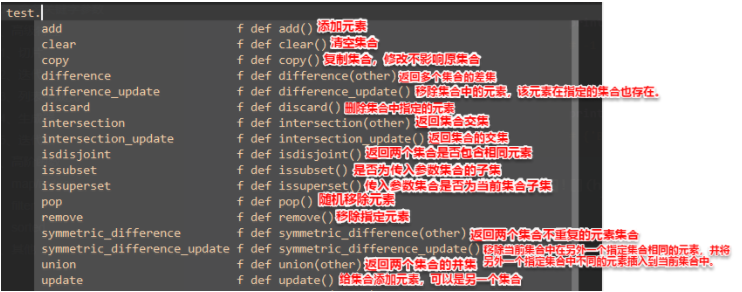 test.
add f def add() 添加元素
clear f def clear() 清空集合
copy f def copy() 复制集合，修改不影响原集合
difference f def difference(other) 返回多个集合的差集
difference_update f def difference_update() 移除集合中的元素，该元素在指定的集合也存在。
discard f def discard() 删除集合中指定的元素
intersection f def intersection(other) 返回集合交集
intersection_update f def intersection_update() 返回集合的交集
isdisjoint f def isdisjoint() 返回两个集合是否包含相同元素
issubset f def issubset() 是否为传入参数集合的子集
issuperset f def issuperset() 传入参数集合是否为当前集合子集
pop f def pop() 随机移除元素
remove f def remove() 移除指定元素
symmetric_difference f def symmetric_difference(other) 返回两个集合不重复的元素集合
symmetric_difference_update f def symmetric_difference_update() 移除当前集合中在另外一个指定集合相同的元素，并将
另外一个指定集合中不同的元素插入到当前集合中。
union f def union(other) 返回两个集合的并集
update f def update() 给集合添加元素，可以是另一个集合